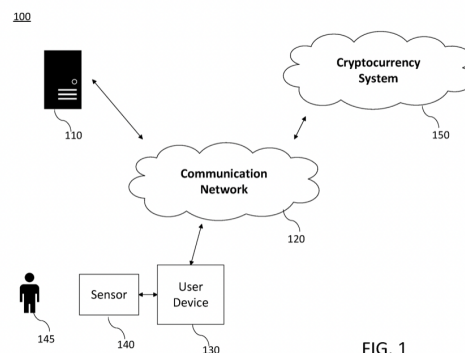 100
Cryptocurrency
System
110
150
Communication
Network
120
Sensor
User
Device
145
140
130
FIG. 1